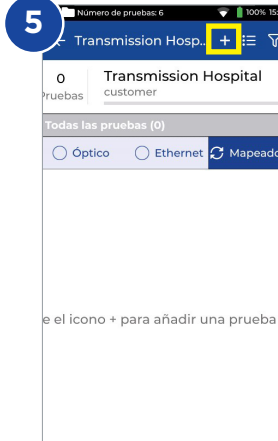 5
Número de pruebas: 6 100% 15:
Transmission Hosp.. +
0 Transmission Hospital
Pruebas customer
Todas las pruebas (0)
Óptico Ethernet Mapeado
e el icono + para añadir una prueba